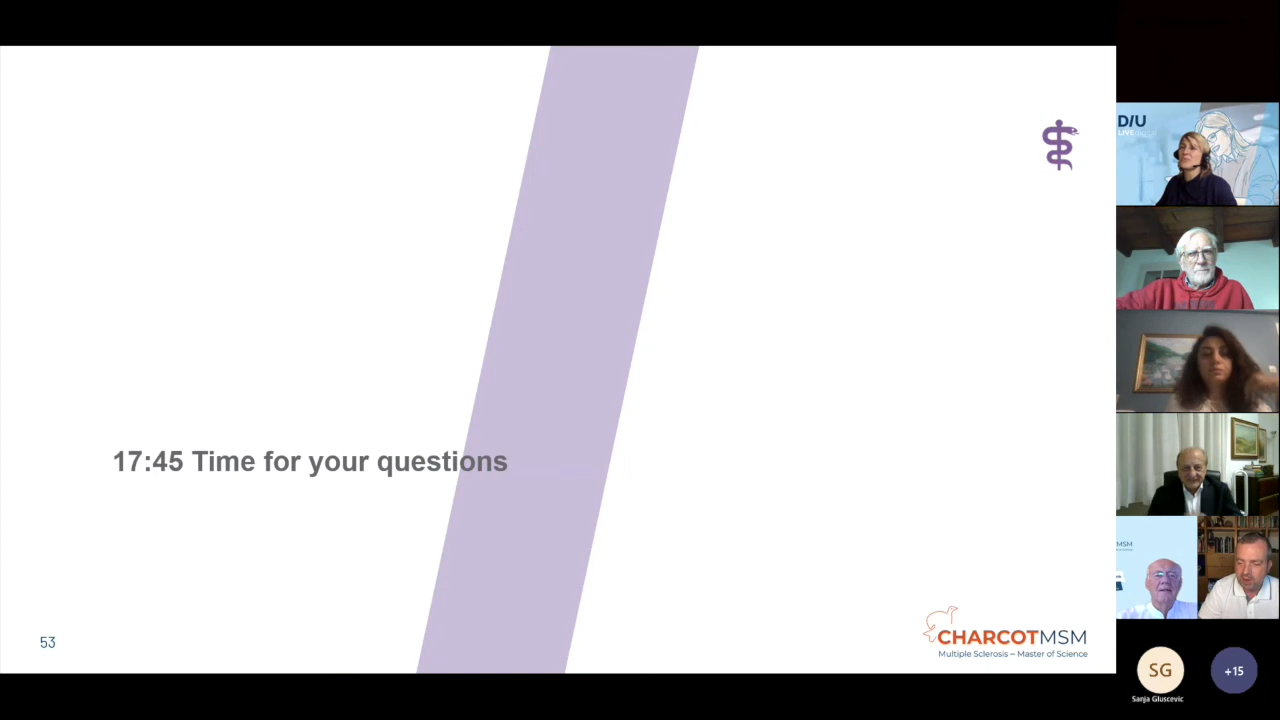 17:45 Time for your questions
53
CHARCOTMSM
Multiple Sclerosis – Master of Science
D/U
LIVE
MSM
SG
Sanja Gluscevic
+15